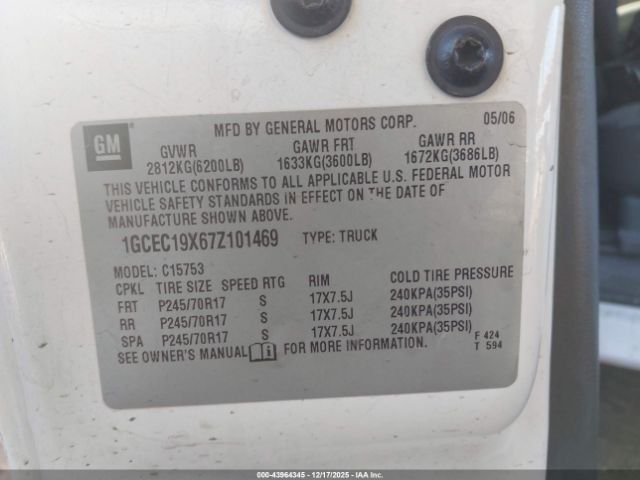 MFD BY GENERAL MOTORS CORP. 05/06
GM
GVWR GAWR FRT GAWR RR
2812KG(6200LB) 1633KG(3600LB) 1672KG(3686LB)
THIS VEHICLE CONFORMS TO ALL APPLICABLE U.S. FEDERAL MOTOR
VEHICLE SAFETY STANDARDS IN EFFECT ON THE DATE OF
MANUFACTURE SHOWN ABOVE.
1GCEC19X67Z101469 TYPE: TRUCK
MODEL: C15753
CPKL TIRE SIZE SPEED RTG RIM COLD TIRE PRESSURE
FRT P245/70R17 S 17X7.5J 240KPA(35PSI)
RR P245/70R17 S 17X7.5J 240KPA(35PSI)
SPA P245/70R17 S 17X7.5J 240KPA(35PSI)
SEE OWNER'S MANUAL FOR MORE INFORMATION.
F 424
T 594
000-43964345 | 12/17/2025 - IAA, Inc.